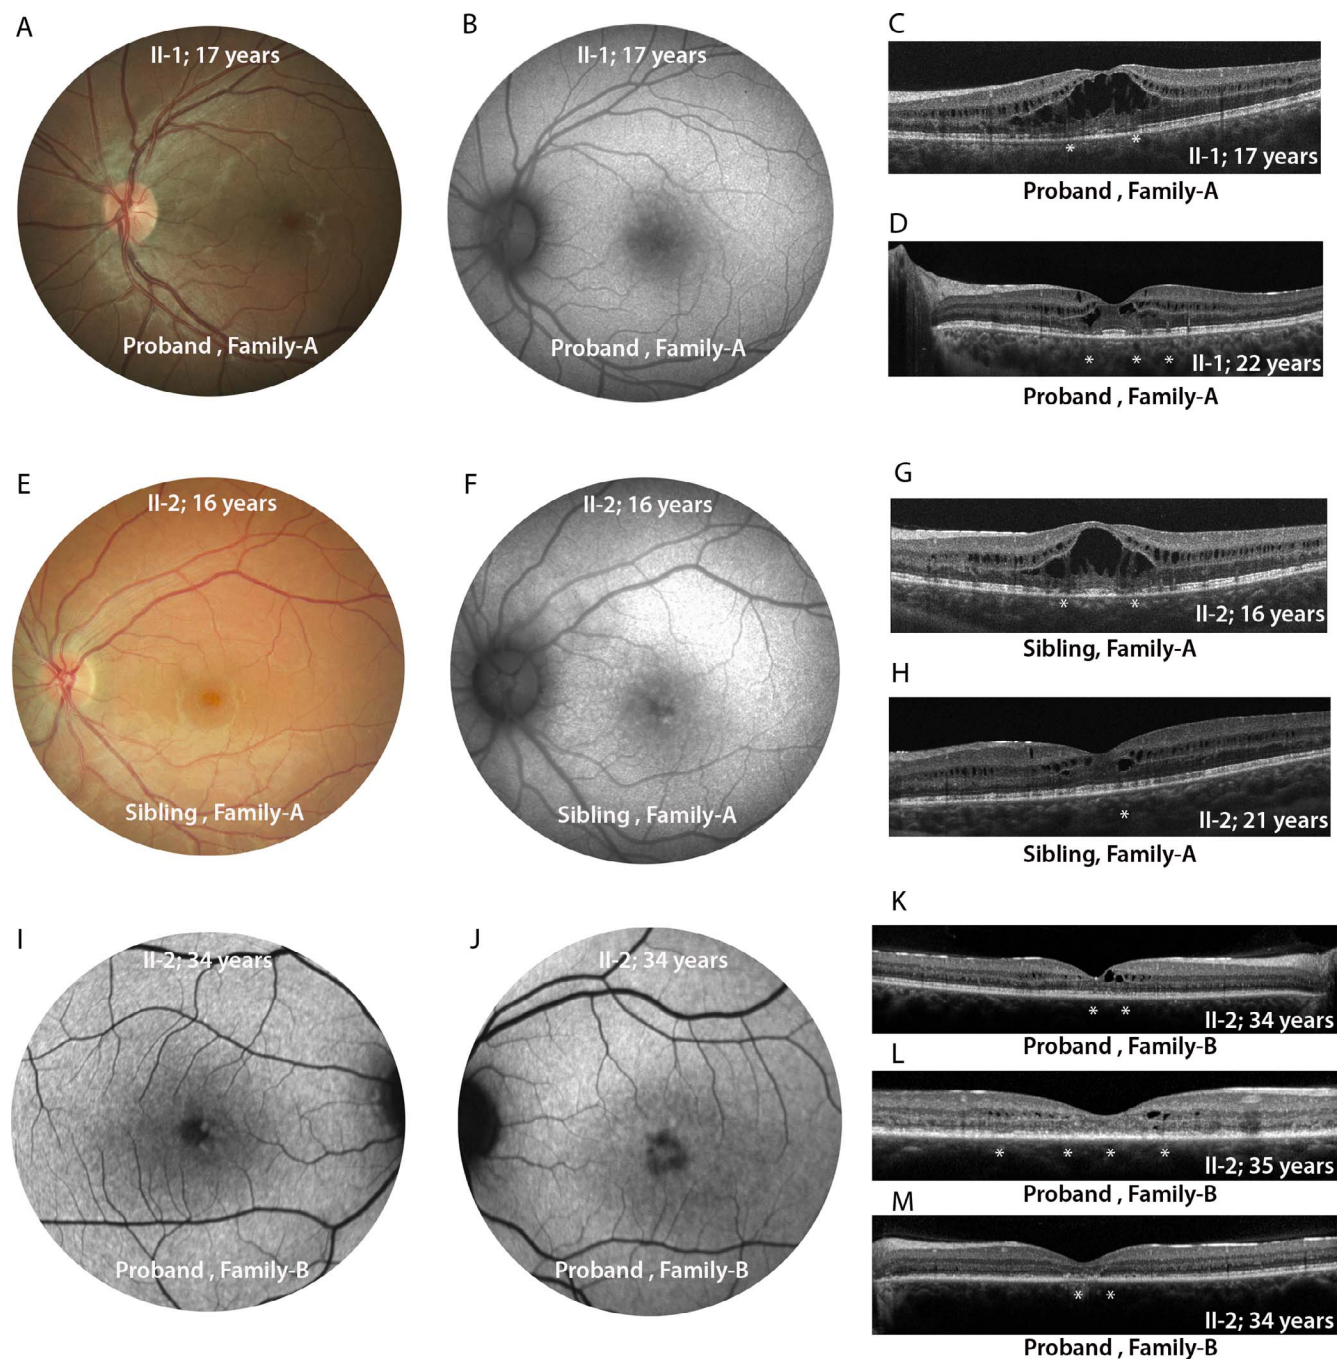 A
II-1; 17 years
Proband , Family-A
B
II-1; 17 years
Proband , Family-A
C
*
*
II-1; 17 years
Proband , Family-A
D
*
*
*
II-1; 22 years
Proband , Family-A
E
II-2; 16 years
Sibling , Family-A
F
II-2; 16 years
Sibling , Family-A
G
*
*
II-2; 16 years
Sibling, Family-A
H
*
II-2; 21 years
Sibling, Family-A
I
II-2; 34 years
Proband , Family-B
J
II-2; 34 years
Proband , Family-B
K
*
*
II-2; 34 years
Proband , Family-B
L
*
*
*
*
II-2; 35 years
Proband , Family-B
M
*
*
II-2; 34 years
Proband , Family-B